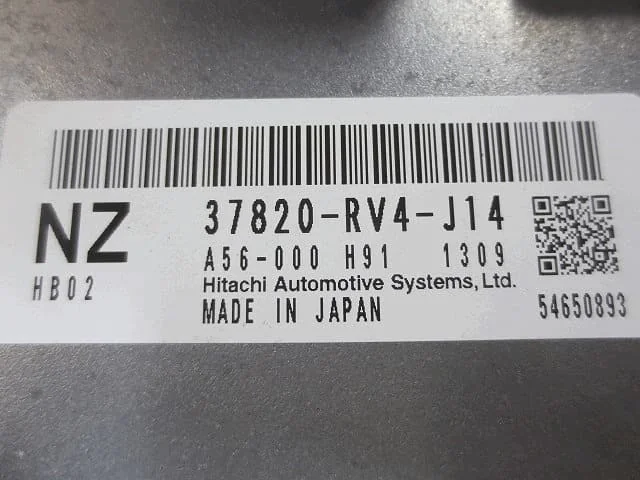 NZ 37820-RV4-J14
HB02 A56-000 H91 1309
Hitachi Automotive Systems, Ltd.
MADE IN JAPAN 54650893